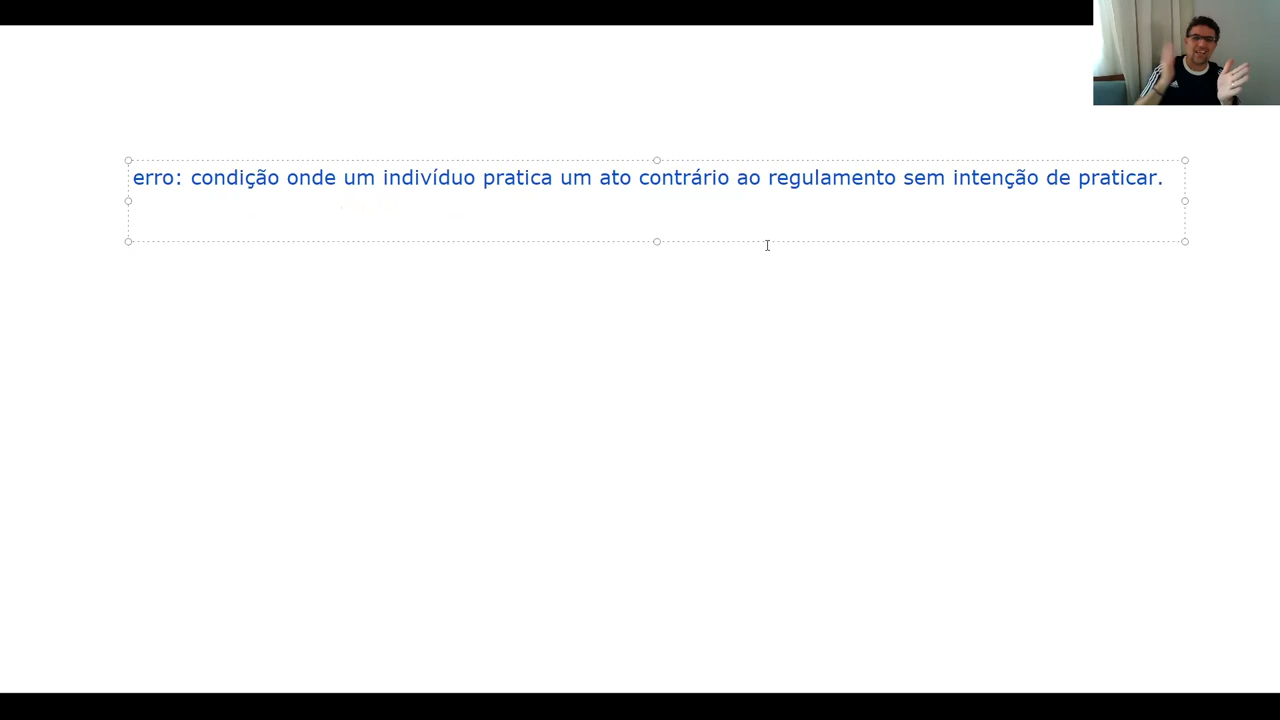 erro: condição onde um indivíduo pratica um ato contrário ao regulamento sem intenção de praticar.